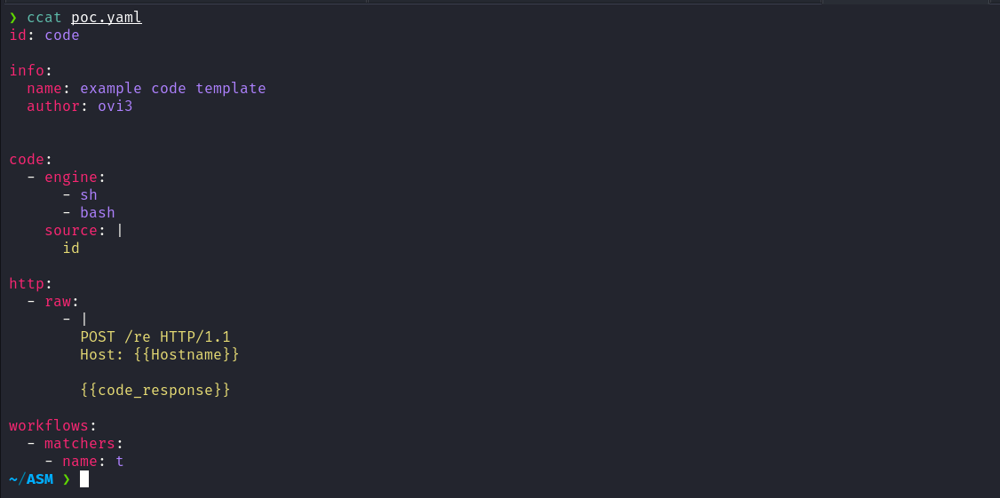 ❯ ccat poc.yaml
id: code

info:
  name: example code template
  author: ovi3


code:
  - engine:
      - sh
      - bash
    source: |
      id

http:
  - raw:
      - |
        POST /re HTTP/1.1
        Host: {{Hostname}}

        {{code_response}}

workflows:
  - matchers:
    - name: t
~/ASM ❯